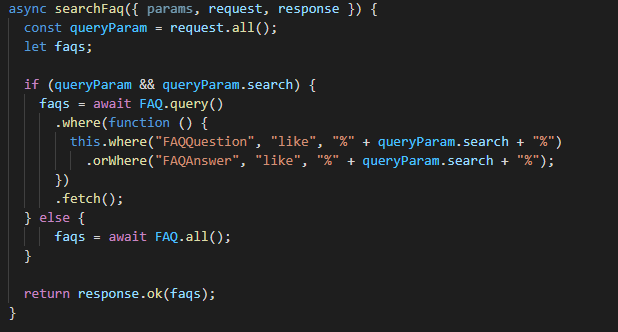 async searchFaq({ params, request, response }) {
const queryParam = request.all();
let faqs;
if (queryParam && queryParam.search) {
faqs = await FAQ.query()
.where(function () {
this.where("FAQQuestion", "like", "%" + queryParam.search + "%")
.orWhere("FAQAnswer", "like", "%" + queryParam.search + "%");
})
.fetch();
} else {
faqs = await FAQ.all();
}
return response.ok(faqs);
}